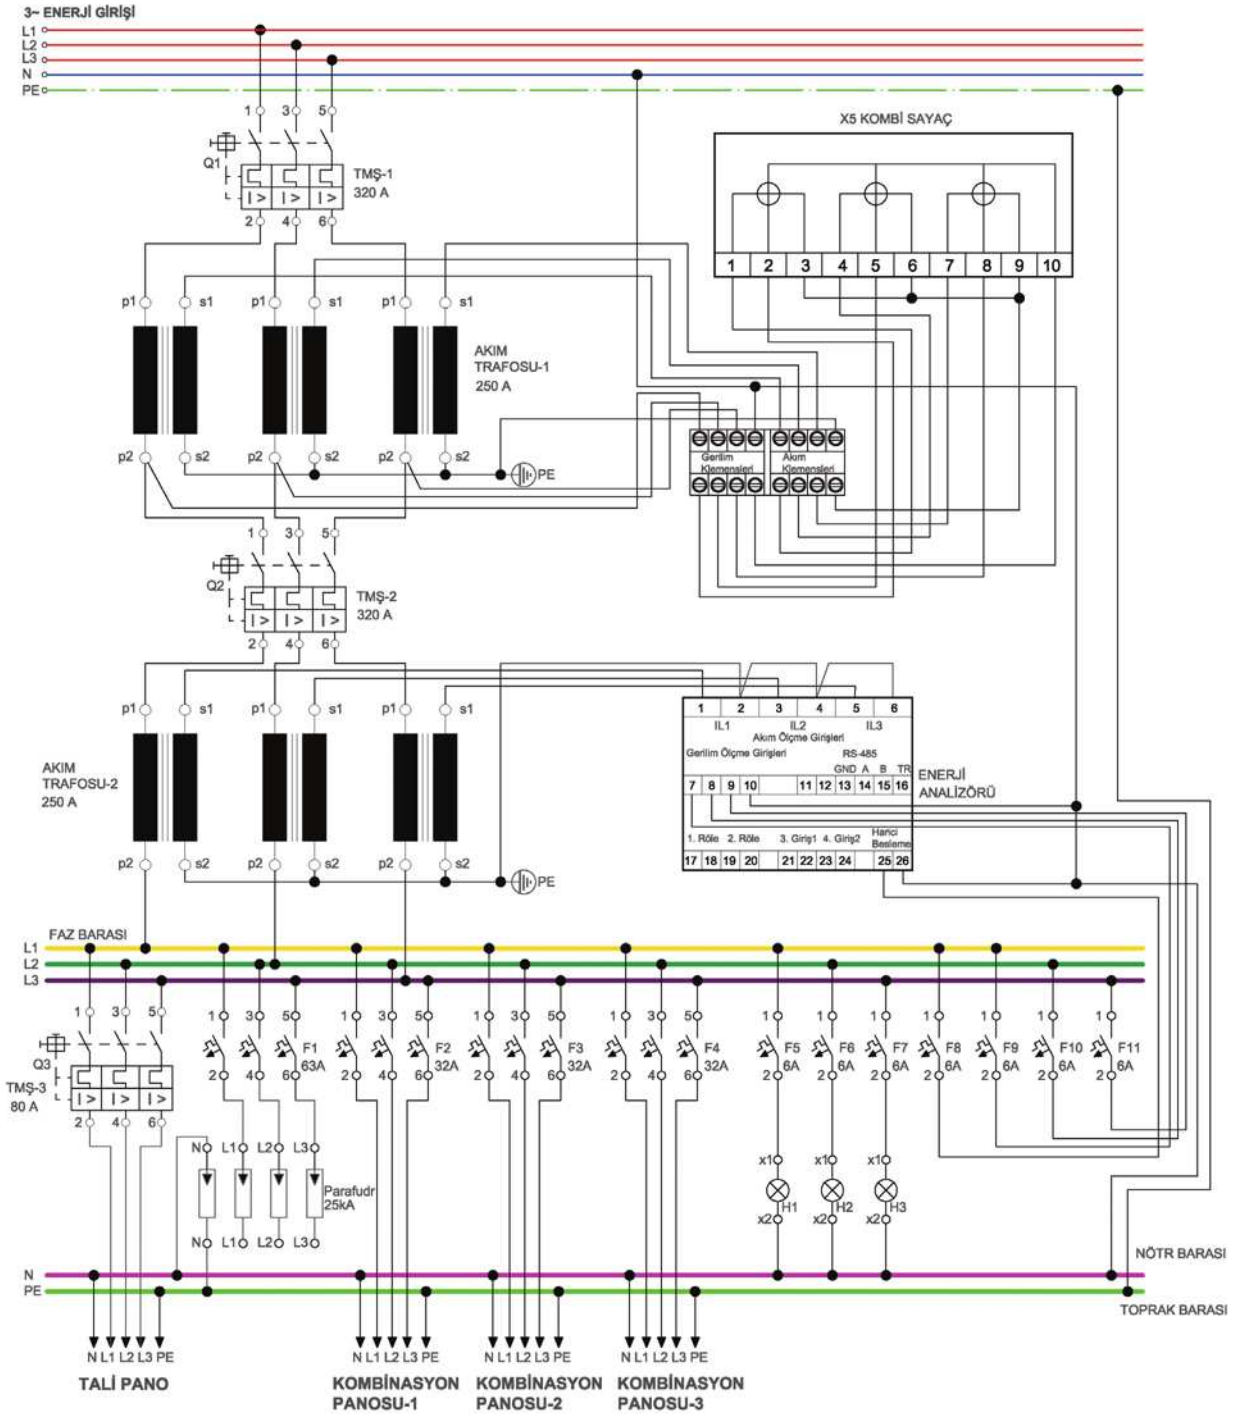 3~ ENERJİ GİRİŞİ
L1
L2
L3
N
PE
X5 KOMBİ SAYAÇ
1 3 5
Q1
TMŞ-1
320 A
I > I > I >
2 4 6
1 2 3 4 5 6 7 8 9 10
p1 s1 p1 s1 p1 s1
AKIM
TRAFOSU-1
250 A
p2 s2 p2 s2 p2 s2
PE
Gerilim
Klemensleri
Akım
Klemensleri
1 3 5
Q2
TMŞ-2
320 A
I > I > I >
2 4 6
p1 s1 p1 s1 p1 s1
AKIM
TRAFOSU-2
250 A
p2 s2 p2 s2 p2 s2
PE
1 2 3 4 5 6
IL1 IL2 IL3
Akım Ölçme Girişleri
Gerilim Ölçme Girişleri RS-485
GND A B TR
7 8 9 10 11 12 13 14 15 16
ENERJİ
ANALİZÖRÜ
1. Röle 2. Röle 3. Giriş1 4. Giriş2 Harici
Besleme
17 18 19 20 21 22 23 24 25 26
FAZ BARASI
L1
L2
L3
1 3 5 1 3 5 1 3 5 1 3 5 1 3 5 1 1 1 1 1 1 1
Q3
TMŞ-3
80 A
I > I > I >
F1
63A
F2
32A
F3
32A
F4
32A
F5
6A
F6
6A
F7
6A
F8
6A
F9
6A
F10
6A
F11
6A
2 4 6 2 4 6 2 4 6 2 4 6 2 4 6 2 2 2 2 2 2 2
N L1 L2 L3
Parafudr
25kA
N L1 L2 L3
x1 x1 x1
H1 H2 H3
x2 x2 x2
NÖTR BARASI
N
PE
TOPRAK BARASI
N L1 L2 L3 PE
TALİ PANO
N L1 L2 L3 PE
KOMBİNASYON
PANOSU-1
N L1 L2 L3 PE
KOMBİNASYON
PANOSU-2
N L1 L2 L3 PE
KOMBİNASYON
PANOSU-3